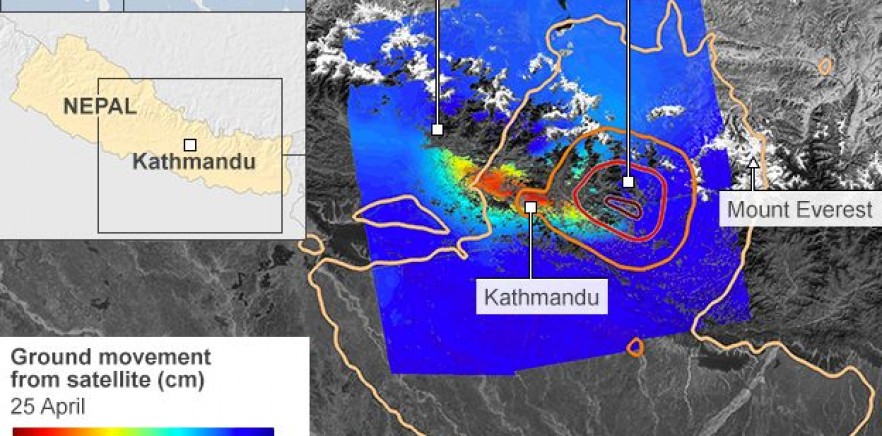 NEPAL
Kathmandu
Mount Everest
Kathmandu
Ground movement
from satellite (cm)
25 April